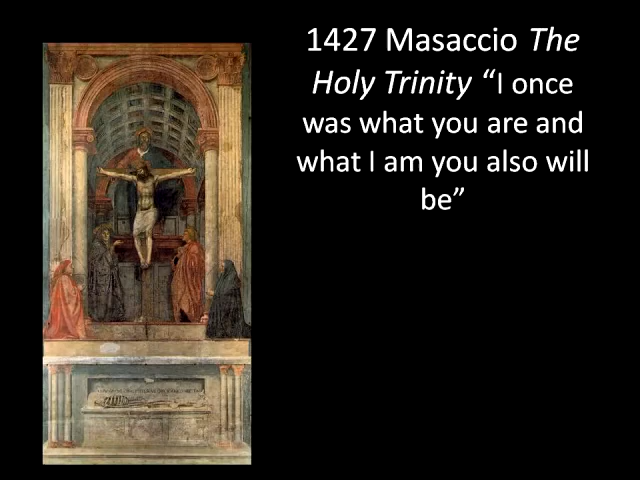 1427 Masaccio The
Holy Trinity “I once
was what you are and
what I am you also will
be”